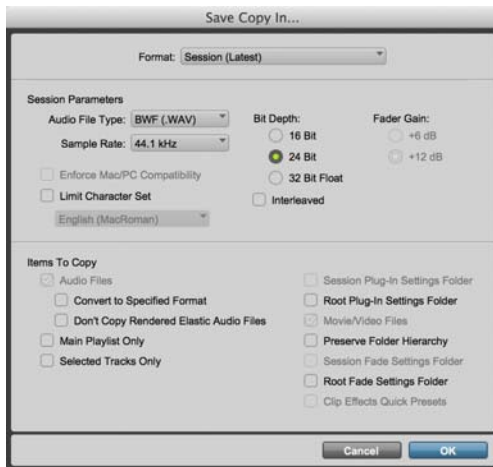 Save Copy In...
Format: Session (Latest)
Session Parameters
Audio File Type: BWF (.WAV)
Sample Rate: 44.1 kHz
Enforce Mac/PC Compatibility
Limit Character Set
English (MacRoman)
Bit Depth:
16 Bit
24 Bit
32 Bit Float
Interleaved
Fader Gain:
+6 dB
+12 dB
Items To Copy
Audio Files
Convert to Specified Format
Don't Copy Rendered Elastic Audio Files
Main Playlist Only
Selected Tracks Only
Session Plug-In Settings Folder
Root Plug-In Settings Folder
Movie/Video Files
Preserve Folder Hierarchy
Session Fade Settings Folder
Root Fade Settings Folder
Clip Effects Quick Presets
Cancel
OK